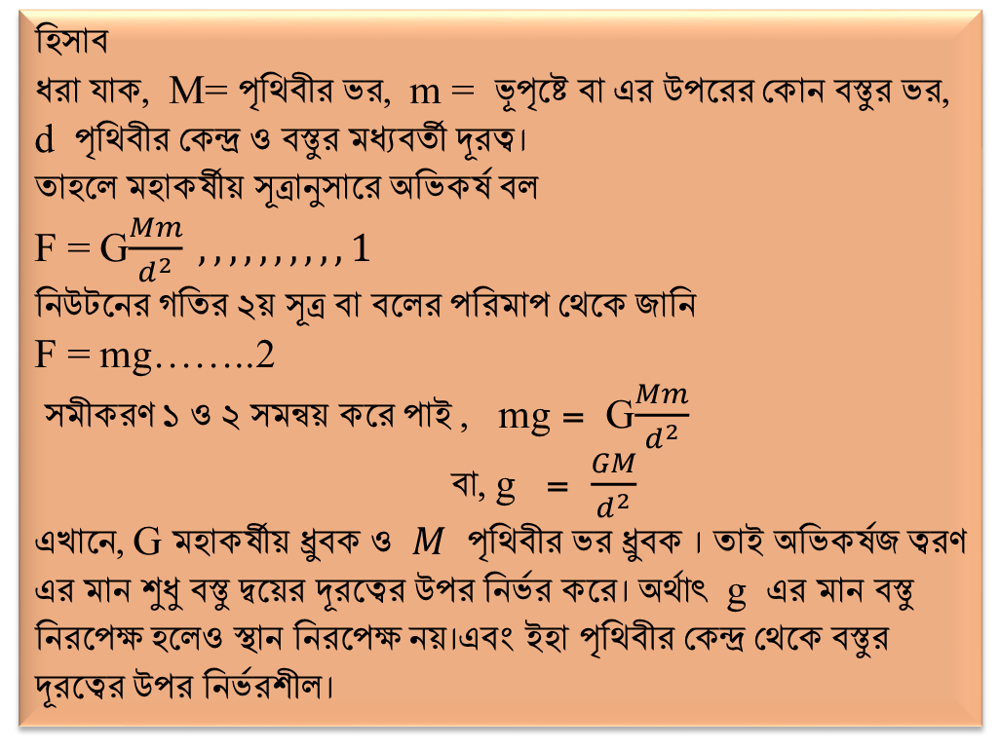 হিসাব
ধরা যাক, M= পৃথিবীর ভর, m = ভূপৃষ্টে বা এর উপরের কোন বস্তুর ভর,
d পৃথিবীর কেন্দ্র ও বস্তুর মধ্যবর্তী দূরত্ব।
তাহলে মহাকর্ষীয় সূত্রানুসারে অভিকর্ষ বল
F = G\frac{Mm}{d^2} , , , , , , , , , , 1
নিউটনের গতির ২য় সূত্র বা বলের পরিমাপ থেকে জানি
F = mg……..2
সমীকরণ ১ ও ২ সমন্বয় করে পাই , mg = G\frac{Mm}{d^2}
বা, g = \frac{GM}{d^2}
এখানে, G মহাকর্ষীয় ধ্রুবক ও M পৃথিবীর ভর ধ্রুবক । তাই অভিকর্ষজ ত্বরণ
এর মান শুধু বস্তু দ্বয়ের দূরত্বের উপর নির্ভর করে। অর্থাৎ g এর মান বস্তু
নিরপেক্ষ হলেও স্থান নিরপেক্ষ নয়।এবং ইহা পৃথিবীর কেন্দ্র থেকে বস্তুর
দূরত্বের উপর নির্ভরশীল।